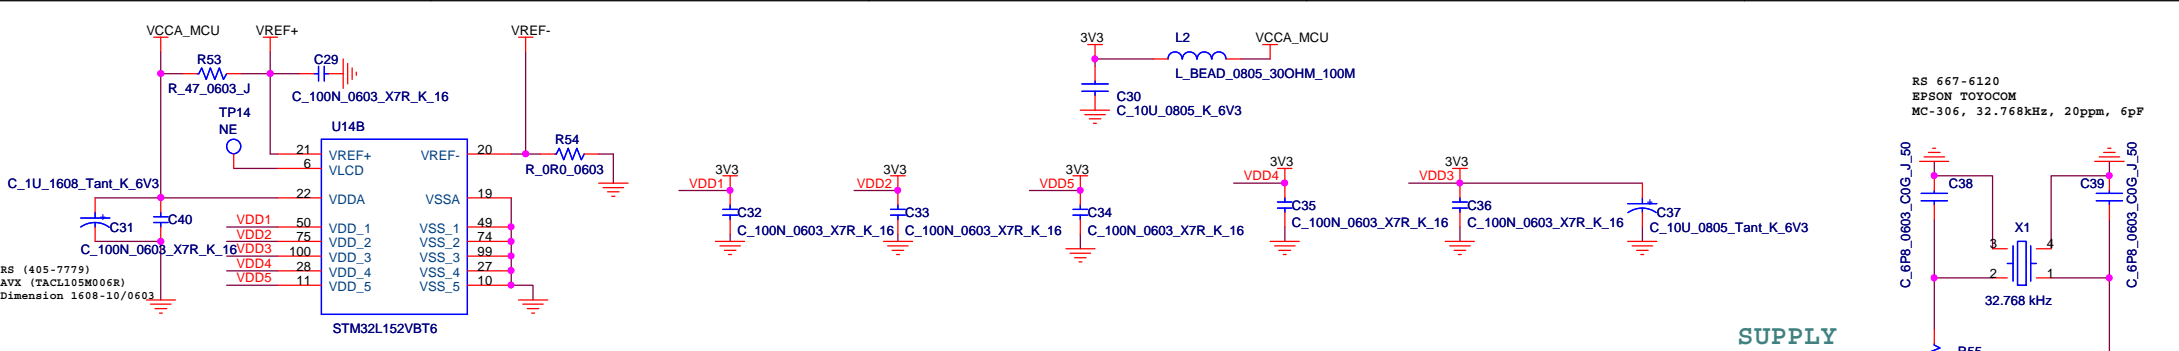 VCCA_MCU
VREF+
VREF-
R53
R_47_0603_J
C29
C_100N_0603_X7R_K_16
TP14
NE
U14B
21
VREF+
VREF-
20
6
VLCD
R54
R_0R0_0603
C_1U_1608_Tant_K_6V3
22
VDDA
VSSA
19
C31
C40
C_100N_0603_X7R_K_16
VDD1
50
VDD_1
VSS_1
49
VDD2
75
VDD_2
VSS_2
74
VDD3
100
VDD_3
VSS_3
99
VDD4
28
VDD_4
VSS_4
27
VDD5
11
VDD_5
VSS_5
10
RS (405-7779)
AVX (TACL105M006R)
Dimension 1608-10/0603
STM32L152VBT6
3V3
L2
VCCA_MCU
L_BEAD_0805_30OHM_100M
C30
C_10U_0805_K_6V3
3V3
VDD1
C32
C_100N_0603_X7R_K_16
3V3
VDD2
C33
C_100N_0603_X7R_K_16
3V3
VDD5
C34
C_100N_0603_X7R_K_16
3V3
VDD4
C35
C_100N_0603_X7R_K_16
3V3
VDD3
C36
C_100N_0603_X7R_K_16
C37
C_10U_0805_Tant_K_6V3
RS 667-6120
EPSON TOYOCOM
MC-306, 32.768kHz, 20ppm, 6pF
C_6P8_0603_C0G_J_50
C38
C39
C_6P8_0603_C0G_J_50
X1
3
4
2
1
32.768 kHz
SUPPLY
R55